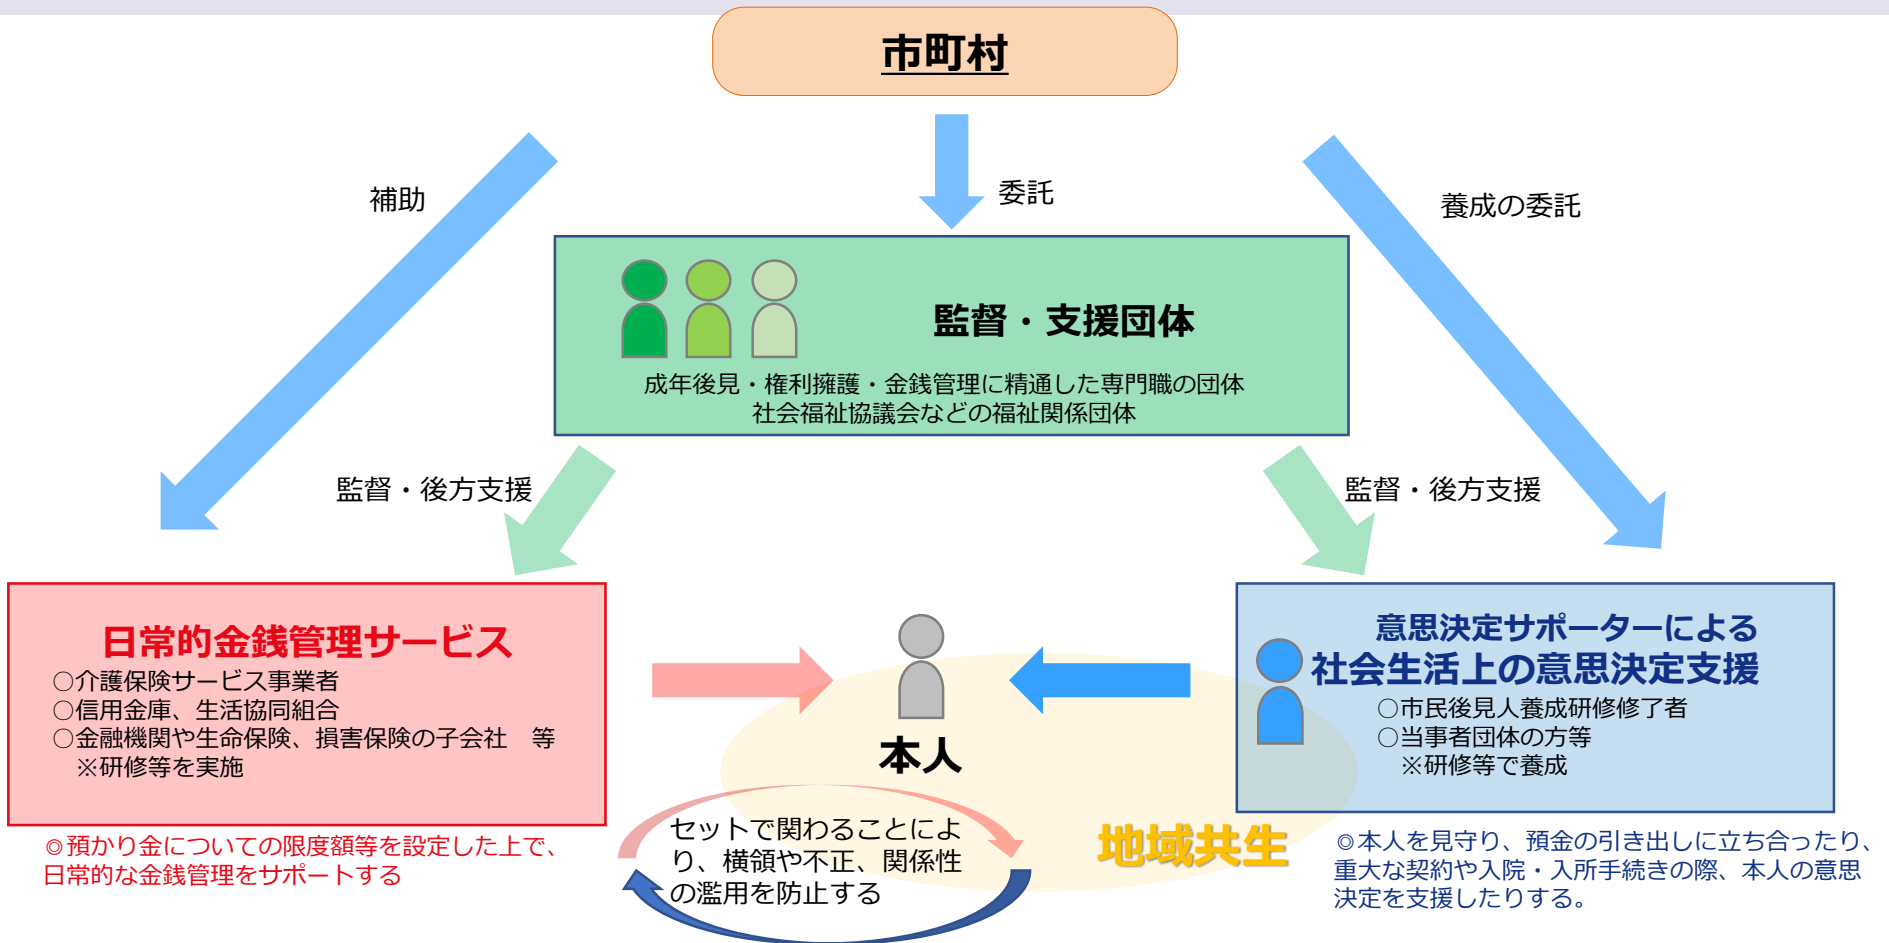 市町村
補助
委託
養成の委託
監督・支援団体
成年後見・権利擁護・金銭管理に精通した専門職の団体
社会福祉協議会などの福祉関係団体
監督・後方支援
監督・後方支援
日常的金銭管理サービス
○介護保険サービス事業者
○信用金庫、生活協同組合
○金融機関や生命保険、損害保険の子会社　等
※研修等を実施
◎預かり金についての限度額等を設定した上で、
日常的な金銭管理をサポートする
本人
セットで関わることによ
り、横領や不正、関係性
の濫用を防止する
地域共生
意思決定サポーターによる
社会生活上の意思決定支援
○市民後見人養成研修修了者
○当事者団体の方等
※研修等で養成
◎本人を見守り、預金の引き出しに立ち合ったり、
重大な契約や入院・入所手続きの際、本人の意思
決定を支援したりする。